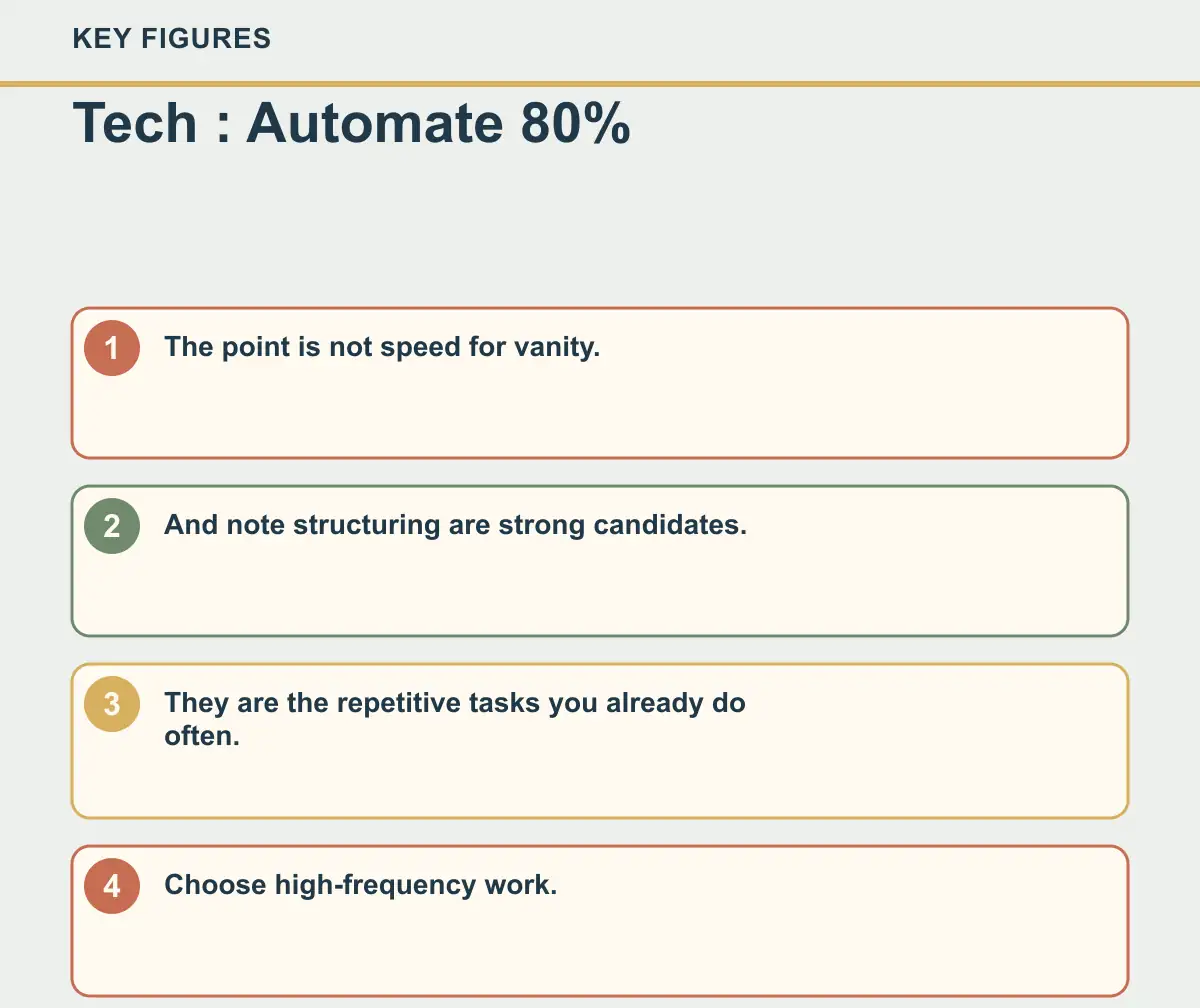 KEY FIGURES
Tech : Automate 80%
1
The point is not speed for vanity.
2
And note structuring are strong candidates.
3
They are the repetitive tasks you already do
often.
4
Choose high-frequency work.